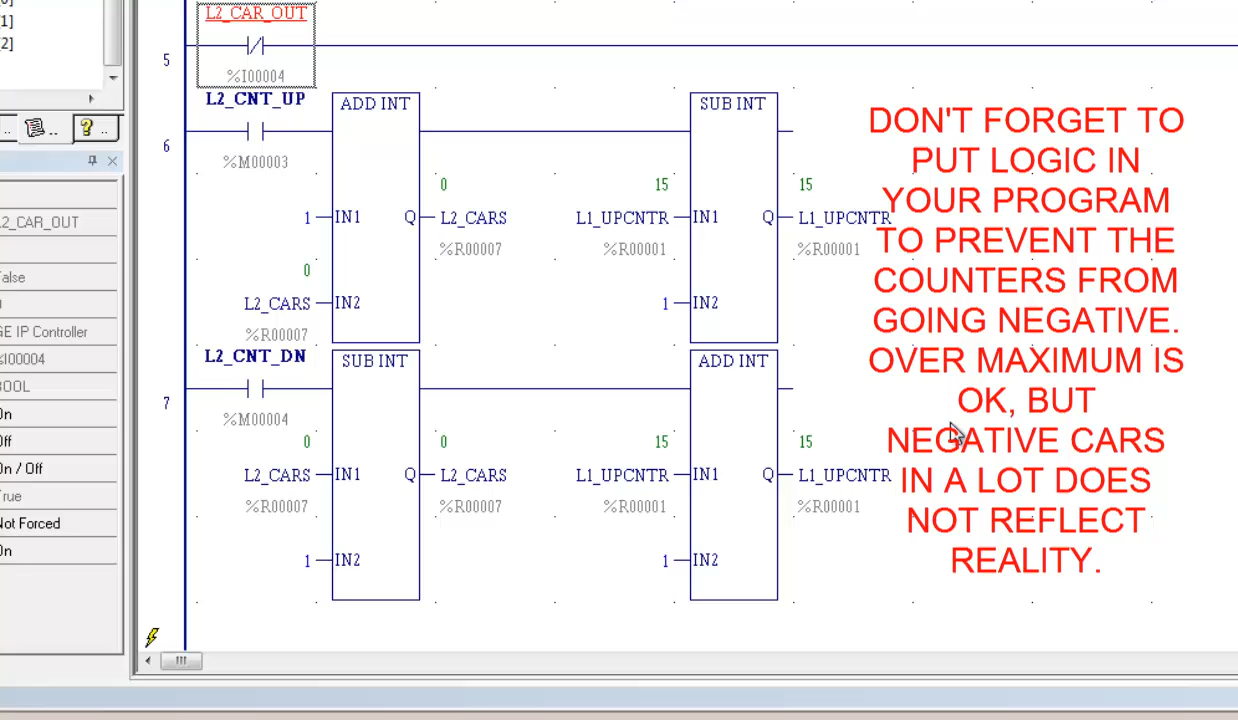 [1]
[2]
L2_CAR_OUT
5
%I00004
L2_CNT_UP
ADD INT
SUB INT
6
%M00003
0
15
15
1
IN1
Q
L2_CARS
L1_UPCNTR
IN1
Q
L1_UPCNTR
%R00007
%R00001
%R00001
0
L2_CARS
IN2
1
IN2
%R00007
L2_CNT_DN
SUB INT
ADD INT
7
%M00004
0
0
15
15
L2_CARS
IN1
Q
L2_CARS
L1_UPCNTR
IN1
Q
L1_UPCNTR
%R00007
%R00007
%R00001
%R00001
1
IN2
1
IN2
DON'T FORGET TO
PUT LOGIC IN
YOUR PROGRAM
TO PREVENT THE
COUNTERS FROM
GOING NEGATIVE.
OVER MAXIMUM IS
OK, BUT
NEGATIVE CARS
IN A LOT DOES
NOT REFLECT
REALITY.
L2_CAR_OUT
False
GE IP Controller
%I00004
BOOL
On
Off
On / Off
True
Not Forced
On